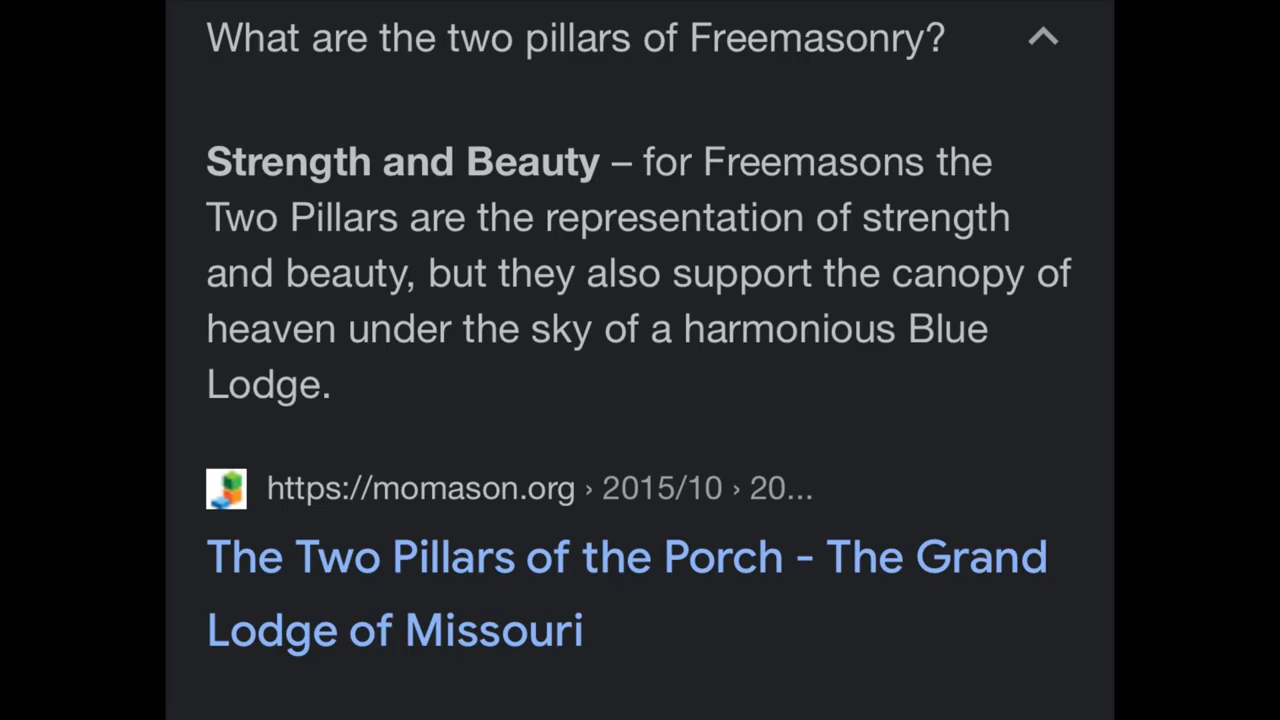 What are the two pillars of Freemasonry?
Strength and Beauty – for Freemasons the
Two Pillars are the representation of strength
and beauty, but they also support the canopy of
heaven under the sky of a harmonious Blue
Lodge.
https://momason.org › 2015/10 › 20...
The Two Pillars of the Porch - The Grand
Lodge of Missouri